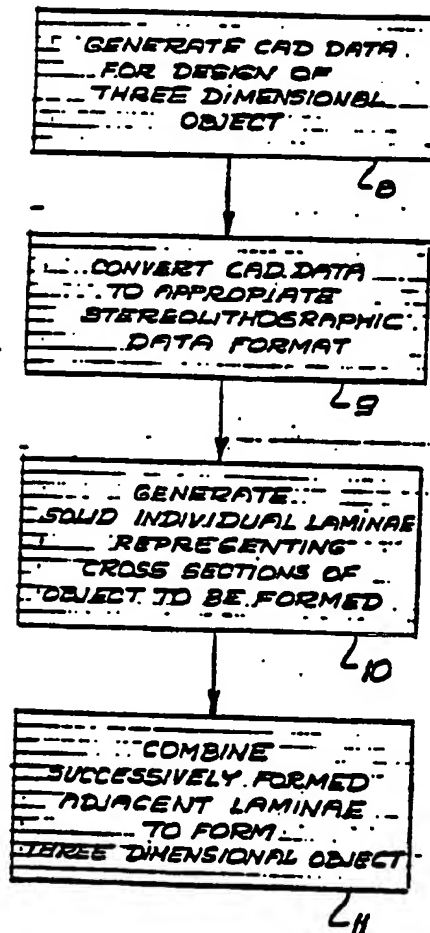 GENERATE CAD DATA
FOR DESIGN OF
THREE DIMENSIONAL
OBJECT
8
CONVERT CAD DATA
TO APPROPIATE
STEREOLITHOGRAPHIC
DATA FORMAT
9
GENERATE
SOLID INDIVIDUAL LAMINAE
REPRESENTING
CROSS SECTIONS OF
OBJECT TO BE FORMED
10
COMBINE
SUCCESSIVELY FORMED
ADJACENT LAMINAE
TO FORM
THREE DIMENSIONAL OBJECT
11